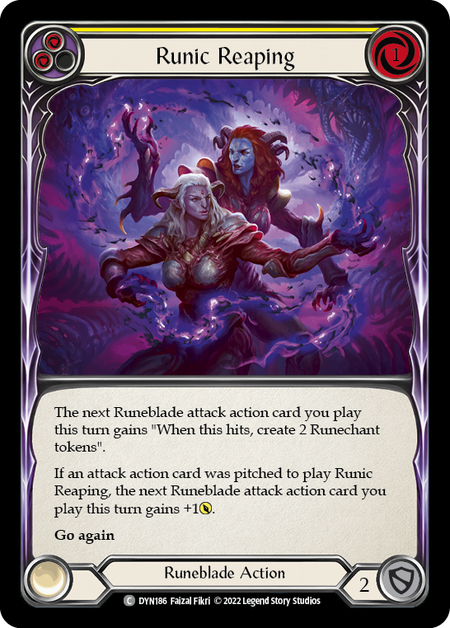 Runic Reaping
1
The next Runeblade attack action card you play
this turn gains "When this hits, create 2 Runechant
tokens".
If an attack action card was pitched to play Runic
Reaping, the next Runeblade attack action card you
play this turn gains +1.
Go again
Runeblade Action
2
C DYN186 Faizal Fikri © 2022 Legend Story Studios